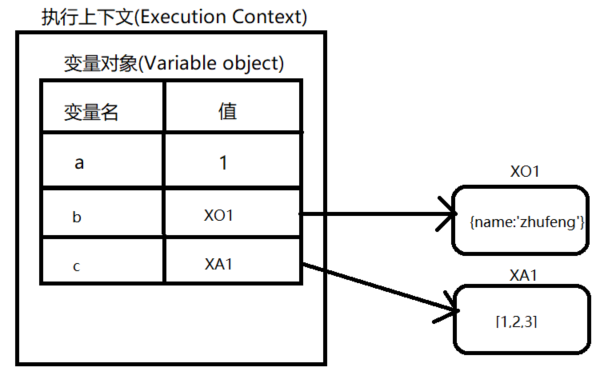 执行上下文(Execution Context)
变量对象(Variable object)
变量名 值
a 1
b XO1
c XA1
XO1
{name:'zhufeng'}
XA1
[1,2,3]